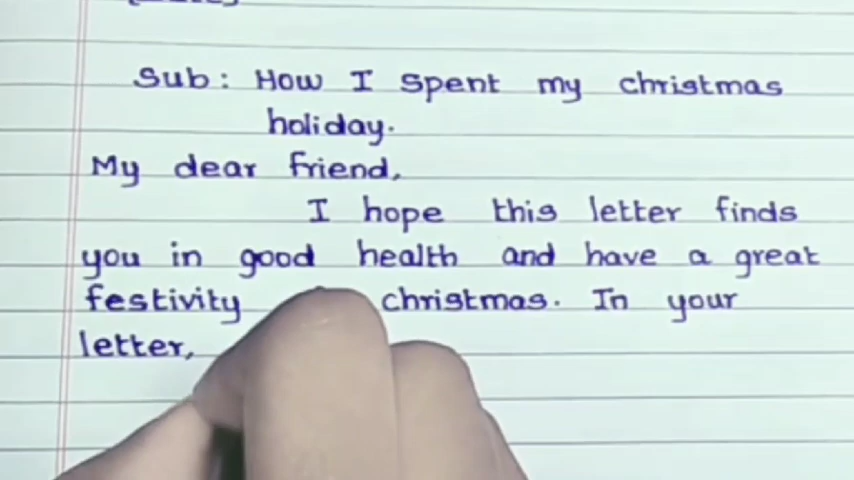 Sub: How I spent my christmas
holiday.
My dear friend,
I hope this letter finds
you in good health and have a great
festivity christmas. In your
letter,